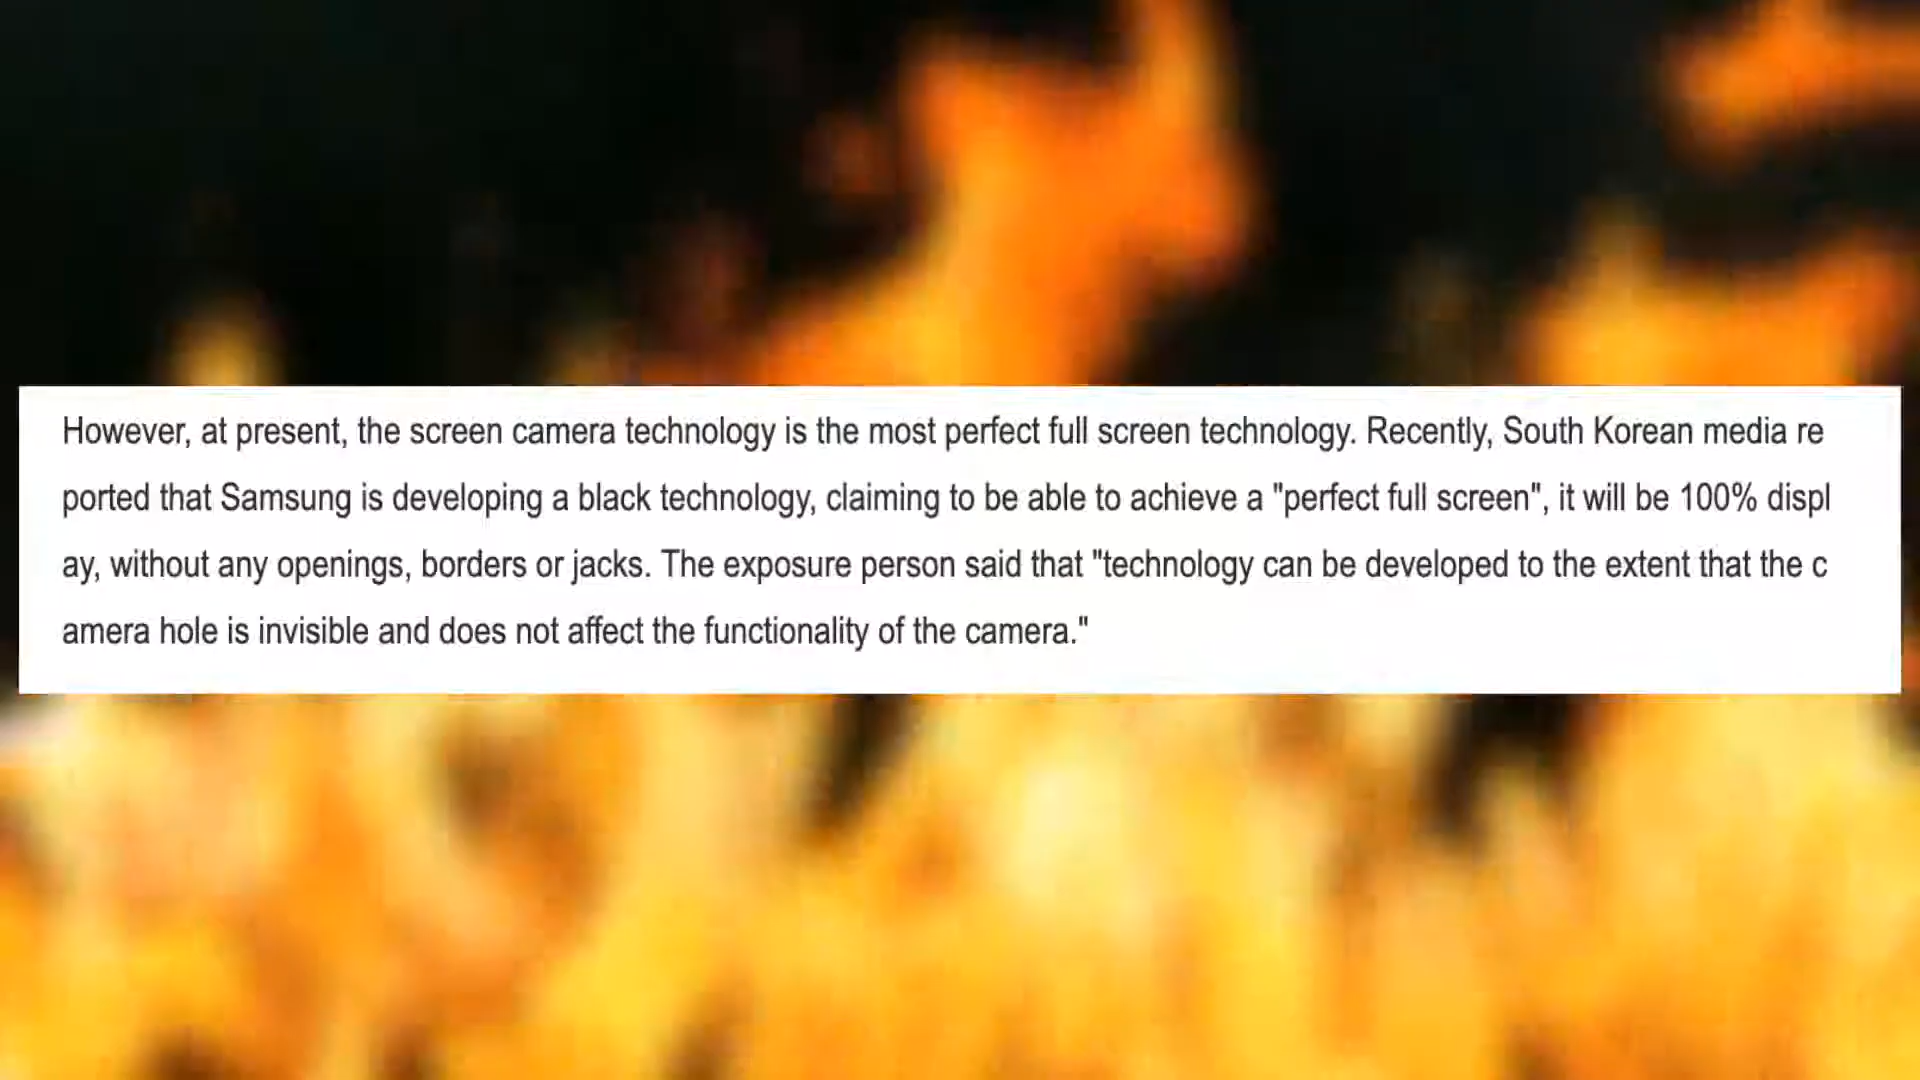 However, at present, the screen camera technology is the most perfect full screen technology. Recently, South Korean media re
ported that Samsung is developing a black technology, claiming to be able to achieve a "perfect full screen", it will be 100% displ
ay, without any openings, borders or jacks. The exposure person said that "technology can be developed to the extent that the c
amera hole is invisible and does not affect the functionality of the camera."